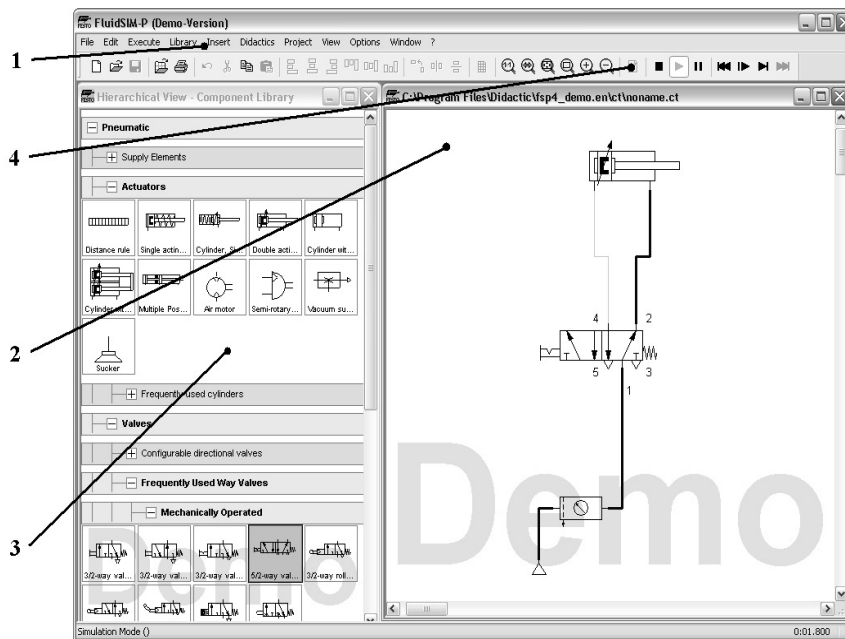 FluidSIM-P (Demo-Version)
File Edit Execute Library Insert Didactics Project View Options Window ?
1
Hierarchical View - Component Library
C:\Program Files\Didactic\fsp4_demo.en\ct\noname.ct
Pneumatic
4
Supply Elements
Actuators
Distance rule Single actin... Cylinder, Si... Double acti... Cylinder wit...
Multiple Pos... Air motor Semi-rotary... Vacuum su...
4 2
2
Sucker
5 3
Frequently used cylinders
1
Valves
Configurable directional valves
Frequently Used Way Valves
Mechanically Operated
3
3/2-way val... 3/2-way val... 3/2-way val... 5/2-way val... 3/2-way roll...
Demo
Demo
Simulation Mode () 0:01.800